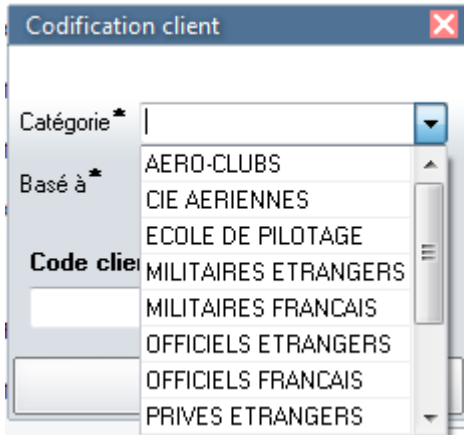 Codification client
Catégorie*
AERO-CLUBS
Basé à*
CIE AERIENNES
ECOLE DE PILOTAGE
Code clie
MILITAIRES ETRANGERS
MILITAIRES FRANCAIS
OFFICIELS ETRANGERS
OFFICIELS FRANCAIS
PRIVES ETRANGERS